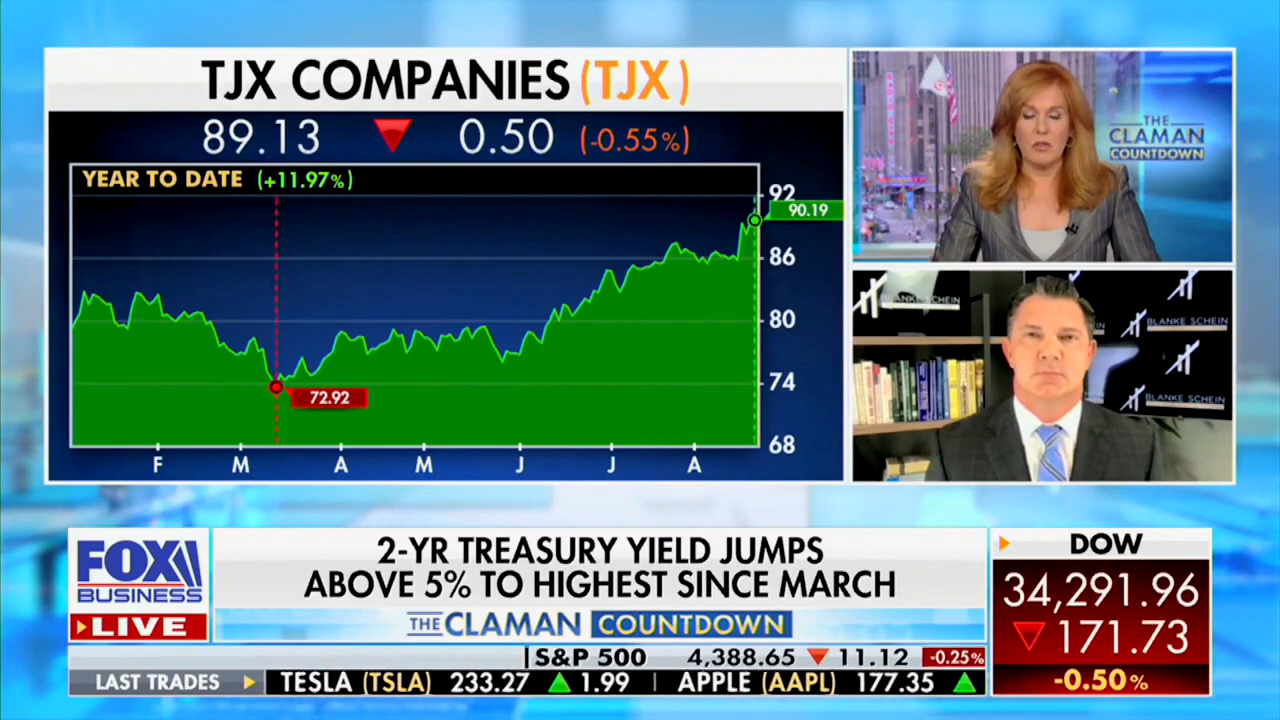 TJX COMPANIES (TJX)
89.13 ▼ 0.50 (-0.55%)
YEAR TO DATE (+11.97%)
92
90.19
86
80
74
72.92
68
F M A M J J A
THE
CLAMAN
COUNTDOWN
BLANKE SCHEIN
BLANKE SCHEIN
BLANKE SCHEIN
FOX
BUSINESS
LIVE
2-YR TREASURY YIELD JUMPS
ABOVE 5% TO HIGHEST SINCE MARCH
THE CLAMAN COUNTDOWN
DOW
34,291.96
▼ 171.73
-0.50%
S&P 500 4,388.65 ▼ 11.12 -0.25%
LAST TRADES TESLA (TSLA) 233.27 ▲ 1.99 | APPLE (AAPL) 177.35 ▲